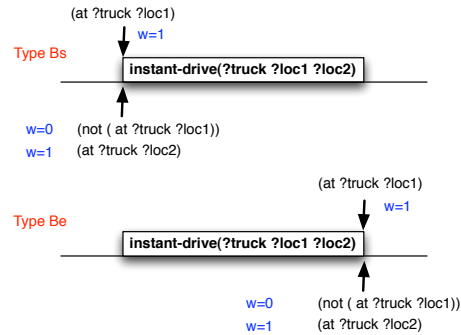 (at ?truck ?loc1)
w=1
Type Bs
instant-drive(?truck ?loc1 ?loc2)
w=0 (not ( at ?truck ?loc1))
w=1 (at ?truck ?loc2)
(at ?truck ?loc1)
w=1
Type Be
instant-drive(?truck ?loc1 ?loc2)
w=0 (not ( at ?truck ?loc1))
w=1 (at ?truck ?loc2)